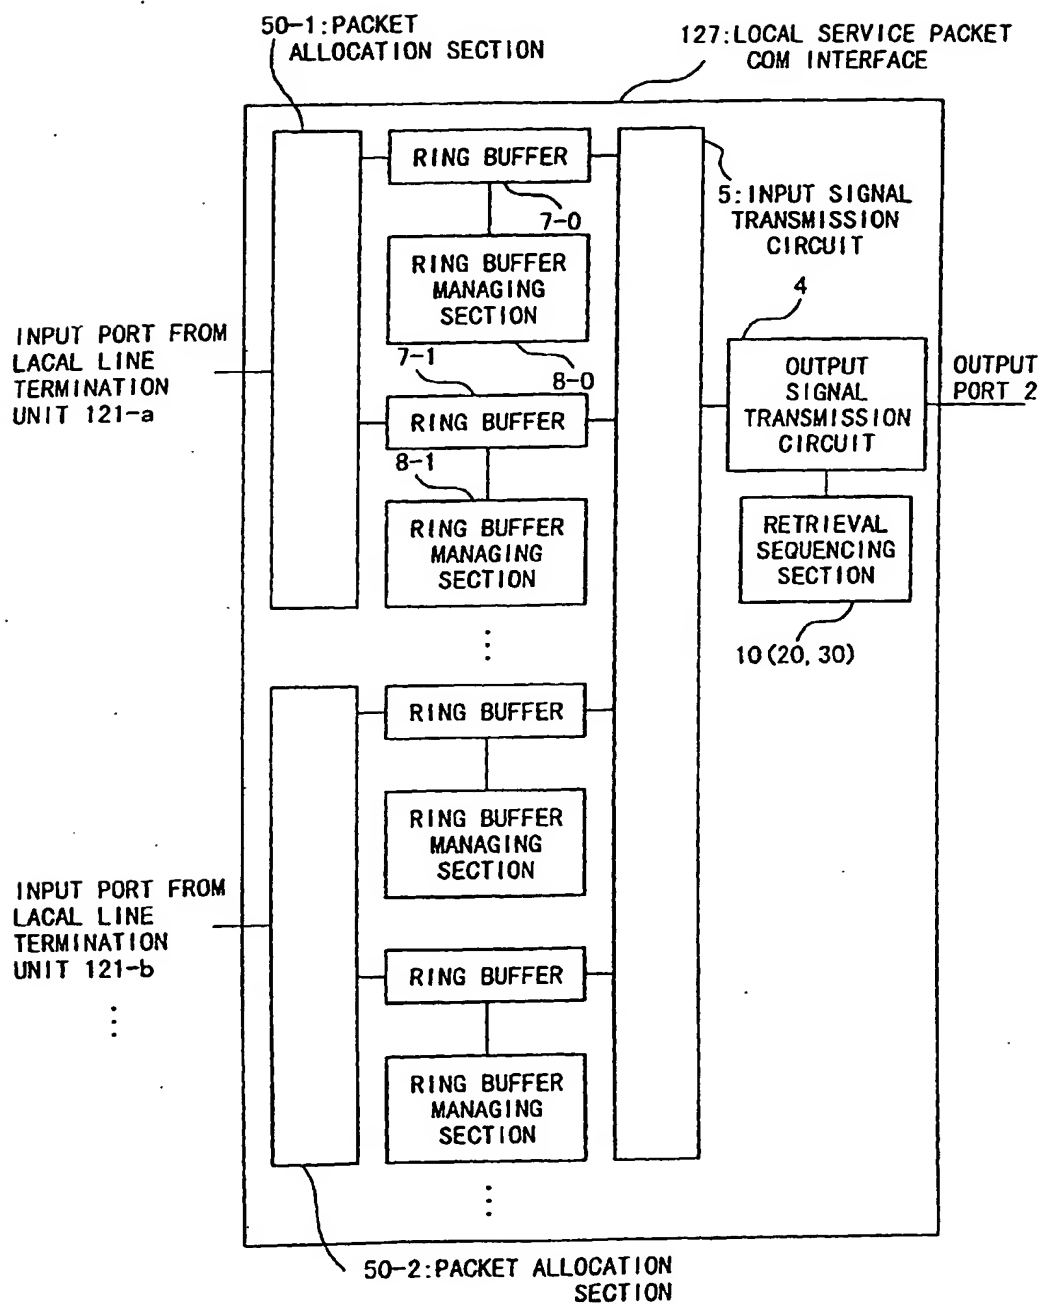 50-1:PACKET
ALLOCATION SECTION
127:LOCAL SERVICE PACKET
COM INTERFACE
RING BUFFER
7-0
5:INPUT SIGNAL
TRANSMISSION
CIRCUIT
RING BUFFER
MANAGING
SECTION
8-0
4
INPUT PORT FROM
LACAL LINE
TERMINATION
UNIT 121-a
7-1
RING BUFFER
8-1
OUTPUT
SIGNAL
TRANSMISSION
CIRCUIT
OUTPUT
PORT 2
RING BUFFER
MANAGING
SECTION
RETRIEVAL
SEQUENCING
SECTION
10(20, 30)
RING BUFFER
RING BUFFER
MANAGING
SECTION
INPUT PORT FROM
LACAL LINE
TERMINATION
UNIT 121-b
RING BUFFER
RING BUFFER
MANAGING
SECTION
50-2:PACKET ALLOCATION
SECTION